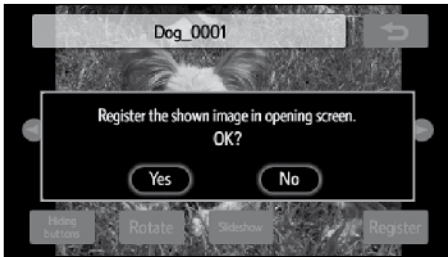 Dog_0001
Register the shown image in opening screen.
OK?
Yes
No
Hiding
buttons
Rotate
Slideshow
Register